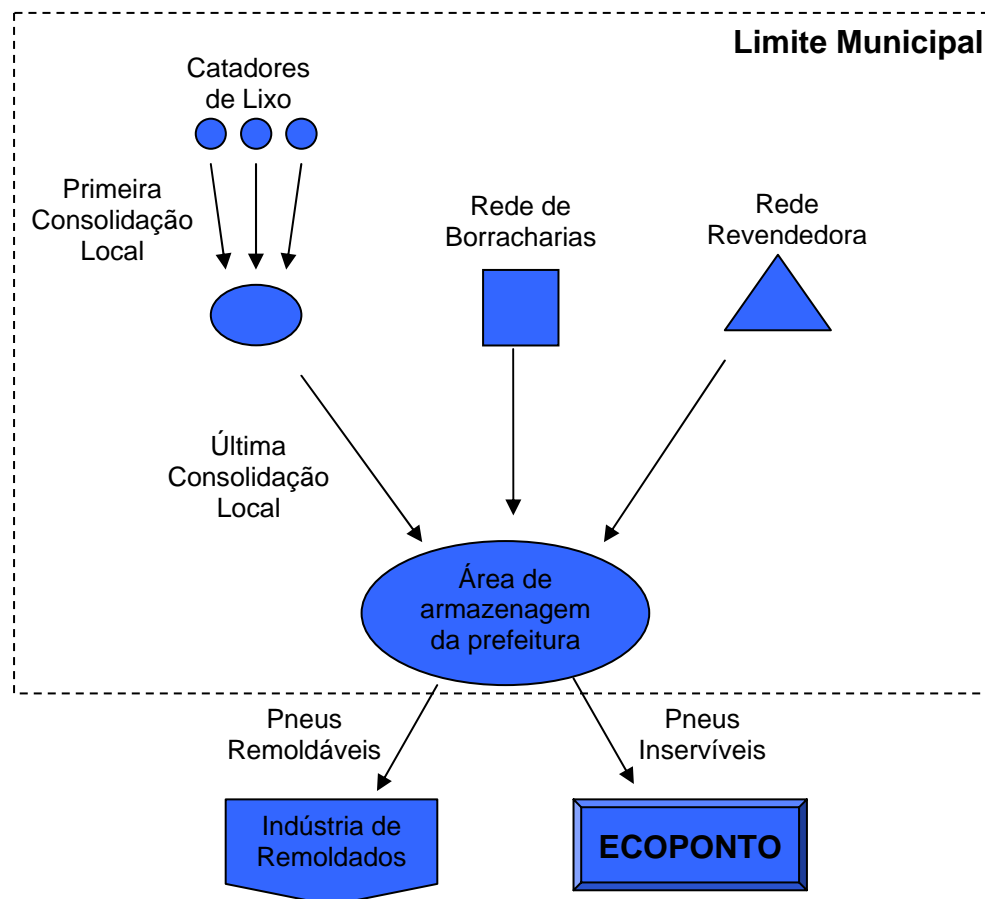 Limite Municipal
Catadores
de Lixo
Primeira
Consolidação
Local
Rede de
Borracharias
Rede
Revendedora
Última
Consolidação
Local
Área de
armazenagem
da prefeitura
Pneus
Remoldáveis
Pneus
Inservíveis
Indústria de
Remoldados
ECOPONTO